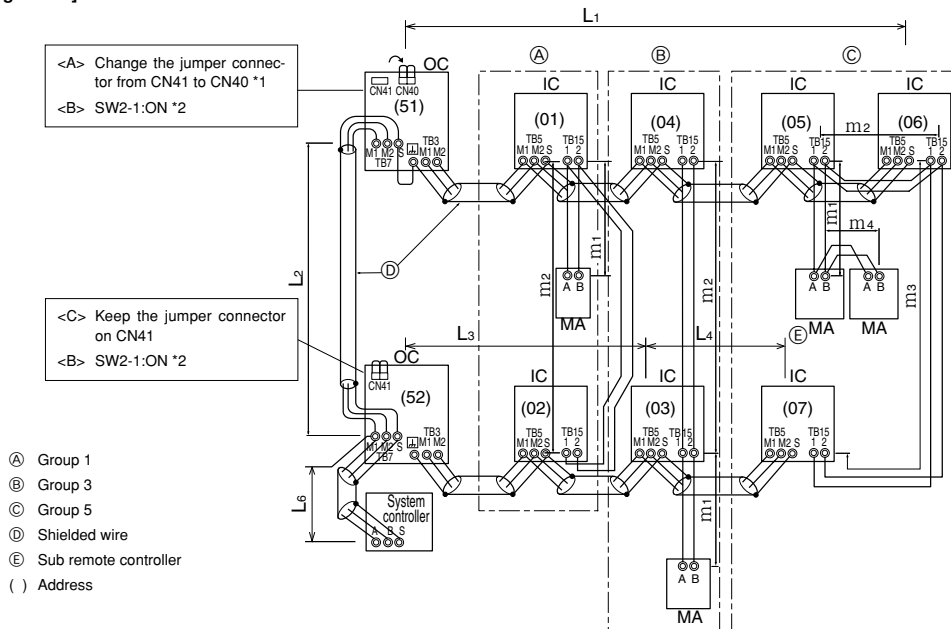 L1
<A> Change the jumper connec-
tor from CN41 to CN40 *1
<B> SW2-1:ON *2
OC
CN41 CN40
(51)
M1 M2 S
TB7
TB3
M1 M2
Ⓐ
Ⓑ
Ⓒ
IC
(01)
TB5
M1 M2 S
TB15
1 2
IC
(04)
TB5
M1 M2 S
TB15
1 2
IC
(05)
TB5
M1 M2 S
TB15
1 2
m2
IC
(06)
TB5
M1 M2 S
TB15
1 2
L2
Ⓓ
m2
m1
A B
MA
m2
m1
m4
m3
A B
MA
A B
MA
Ⓔ
<C> Keep the jumper connector
on CN41
<B> SW2-1:ON *2
L3
L4
OC
CN41
(52)
M1 M2 S
TB7
TB3
M1 M2
IC
(02)
TB5
M1 M2 S
TB15
1 2
IC
(03)
TB5
M1 M2 S
TB15
1 2
IC
(07)
TB5
M1 M2 S
TB15
1 2
L6
System
controller
A B S
m1
A B
MA
Ⓐ Group 1
Ⓑ Group 3
Ⓒ Group 5
Ⓓ Shielded wire
Ⓔ Sub remote controller
( ) Address